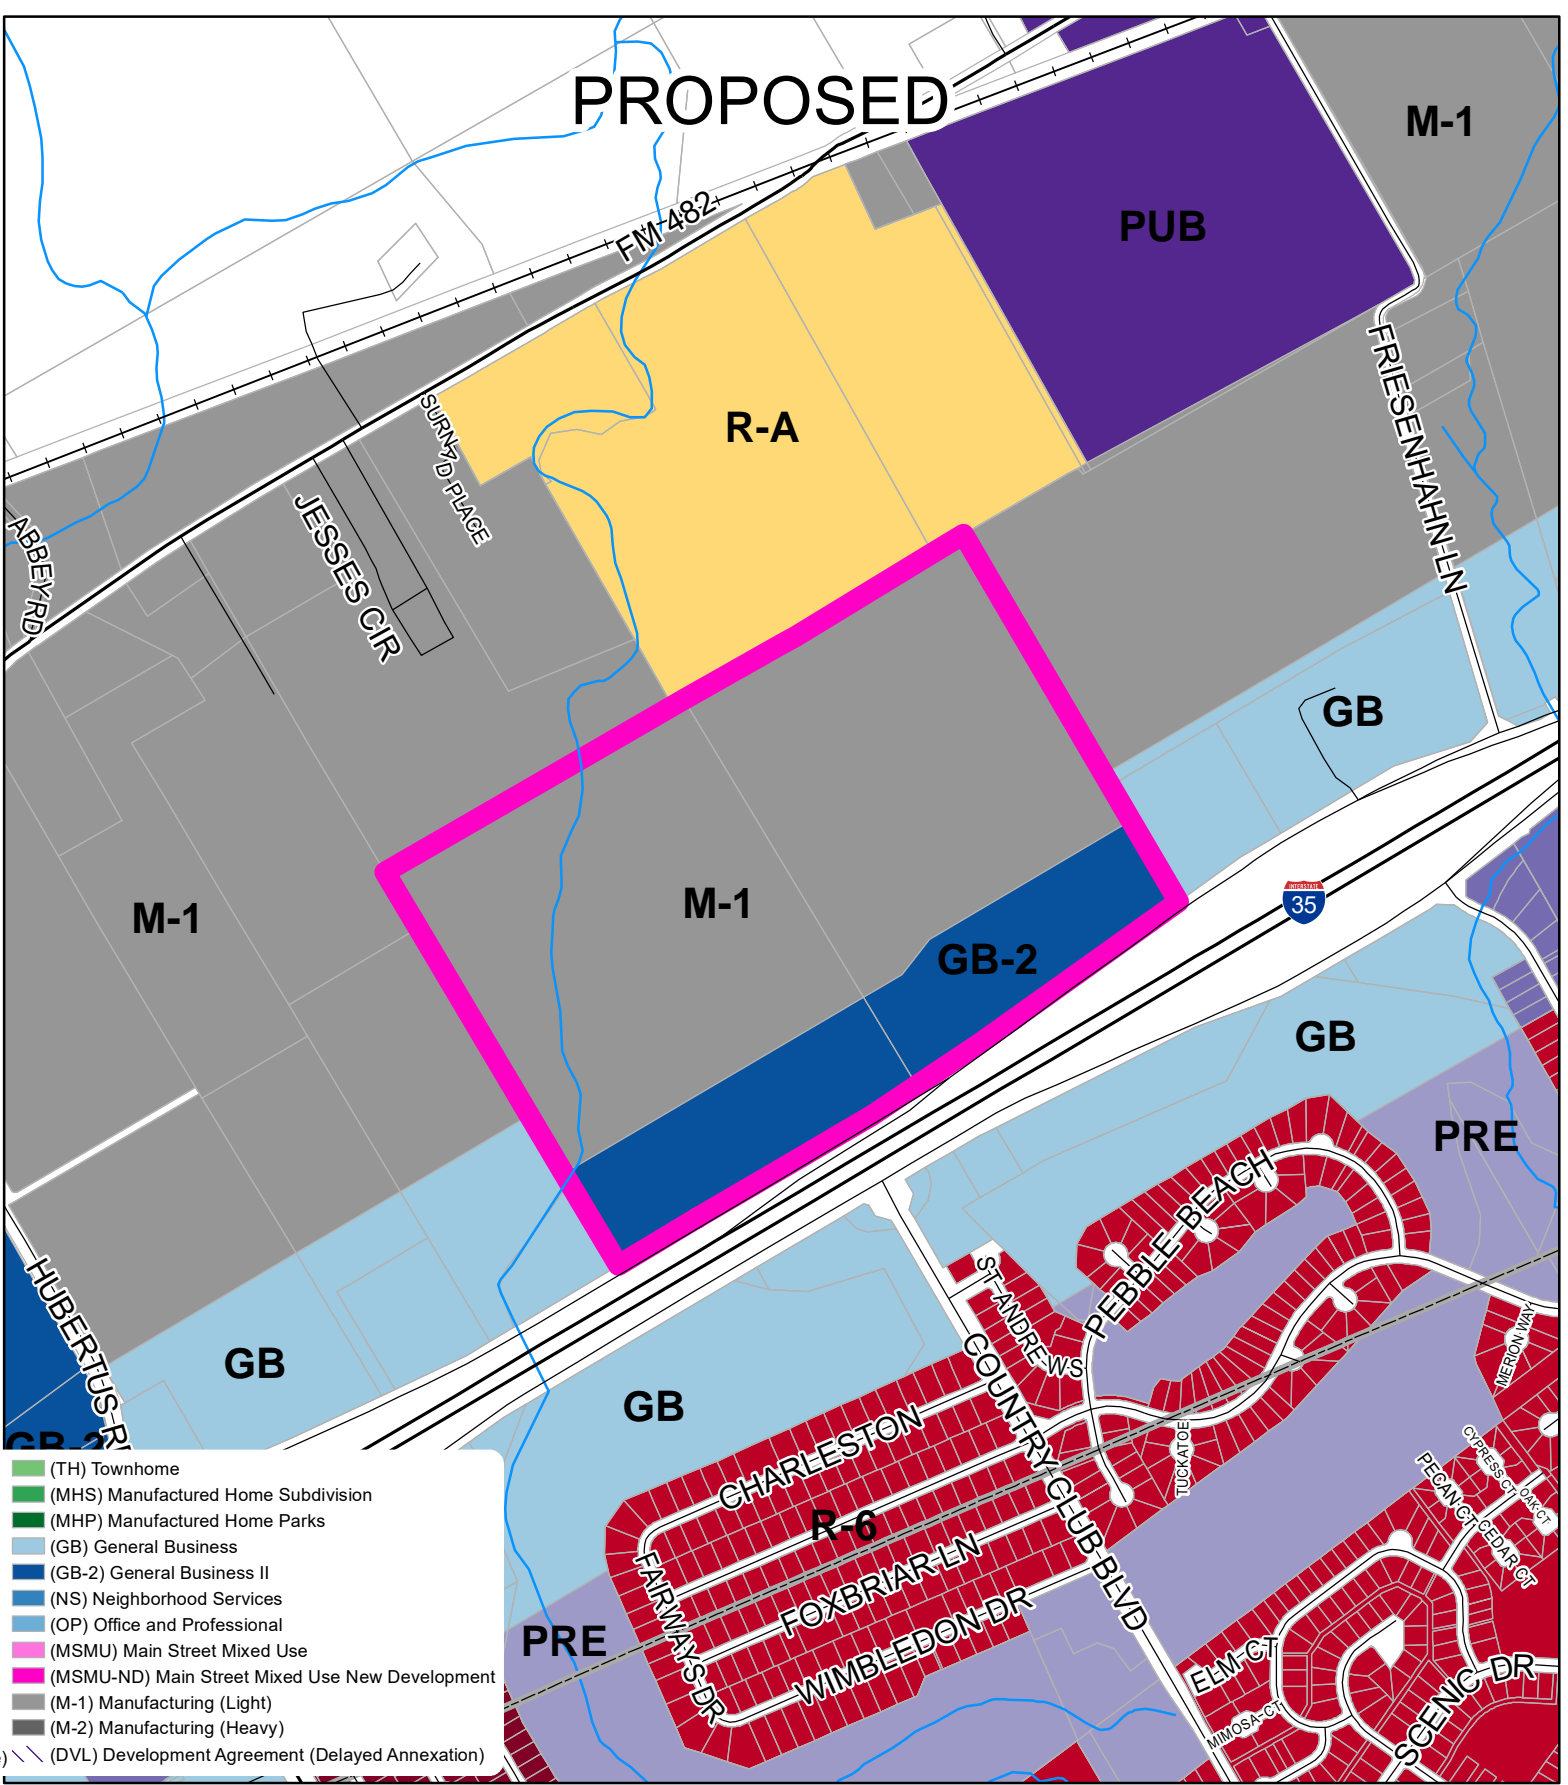 PROPOSED
M-1
PUB
FM 482
R-A
FRIESENHAHN LN
SURN
D PLACE
JESSES CIR
ABBEY RD
GB
M-1
M-1
GB-2
INTERSTATE
35
GB
PRE
PEBBLE BEACH
HUBERTUS R
GB
GB
ST ANDREWS
COUNTRY CLUB BLVD
MERION WAY
CHARLESTON
TUCKATOE
CYPRESS CT
PECAN CT
OAK CT
CEDAR CT
R-6
FOXBRIAR LN
FAIRWAYS DR
WIMBLEDON DR
PRE
ELM CT
MIMOSA CT
SCENIC DR
GB-2
(TH) Townhome
(MHS) Manufactured Home Subdivision
(MHP) Manufactured Home Parks
(GB) General Business
(GB-2) General Business II
(NS) Neighborhood Services
(OP) Office and Professional
(MSMU) Main Street Mixed Use
(MSMU-ND) Main Street Mixed Use New Development
(M-1) Manufacturing (Light)
(M-2) Manufacturing (Heavy)
(DVL) Development Agreement (Delayed Annexation)